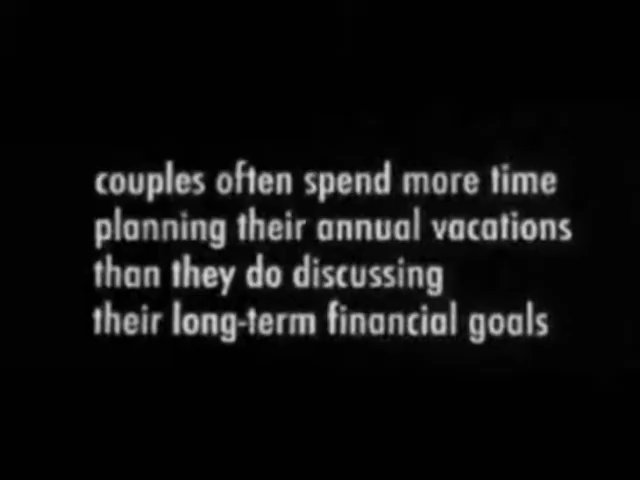 couples often spend more time
planning their annual vacations
than they do discussing
their long-term financial goals